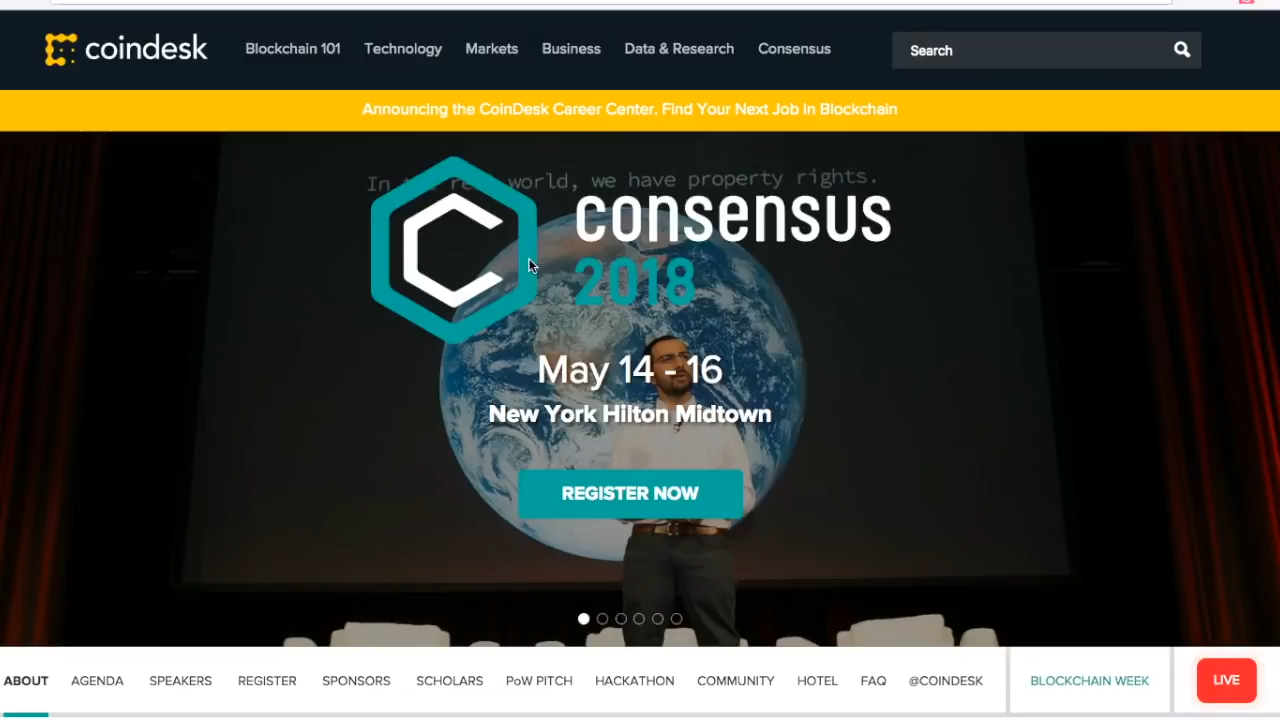 coindesk
Blockchain 101 Technology Markets Business Data & Research Consensus
Search
Announcing the CoinDesk Career Center. Find Your Next Job in Blockchain
In world, we have property rights.
consensus
2018
May 14 - 16
New York Hilton Midtown
REGISTER NOW
ABOUT AGENDA SPEAKERS REGISTER SPONSORS SCHOLARS PoW PITCH HACKATHON COMMUNITY HOTEL FAQ @COINDESK BLOCKCHAIN WEEK LIVE